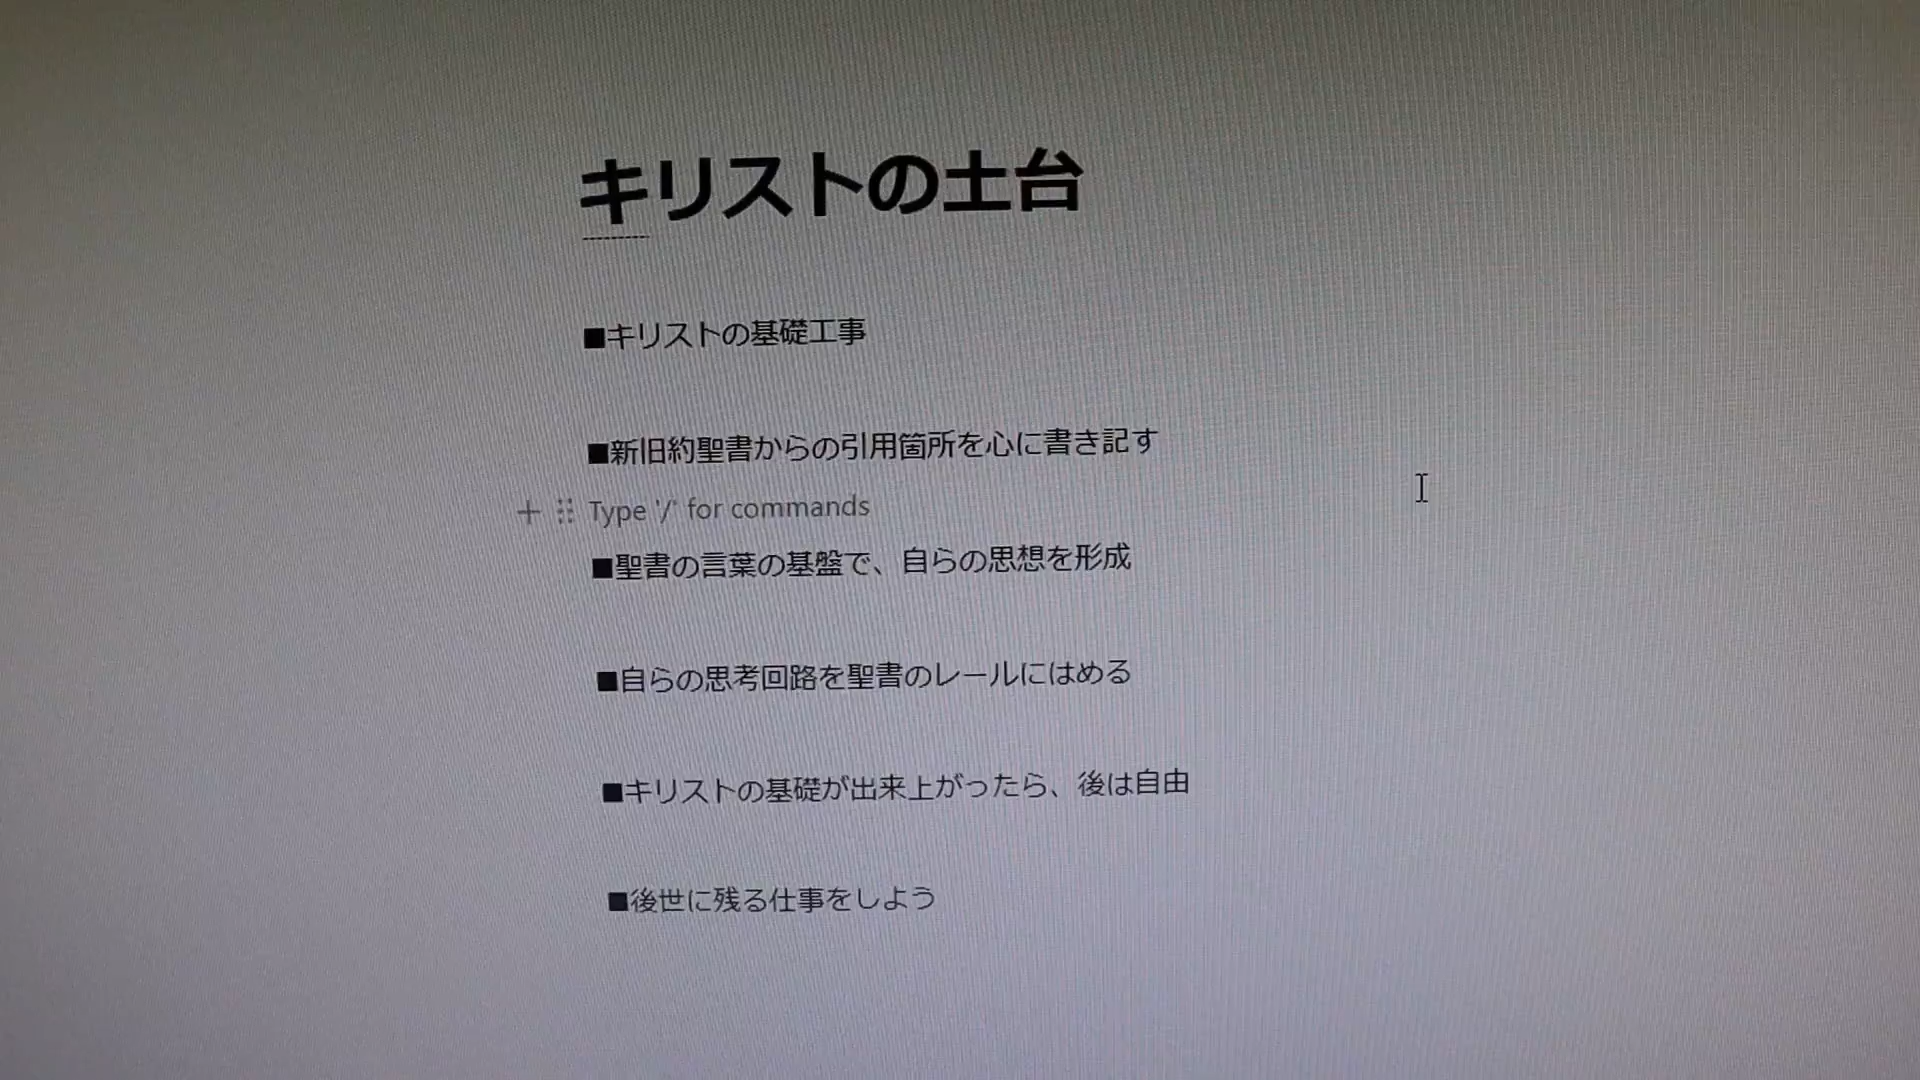 キリストの土台
■キリストの基礎工事
■新旧約聖書からの引用箇所を心に書き記す
Type '/' for commands
■聖書の言葉の基盤で、自らの思想を形成
■自らの思考回路を聖書のレールにはめる
■キリストの基礎が出来上がったら、後は自由
■後世に残る仕事をしよう